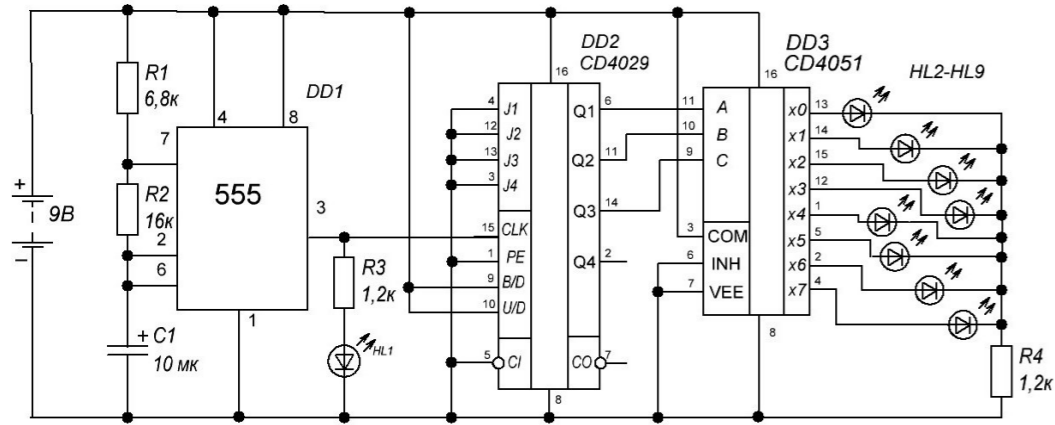 +
9В
−
R1
6,8к
R2
16к
+ C1
10 мк
DD1
555
7
2
6
4
8
3
1
R3
1,2к
HL1
DD2
CD4029
16
4 J1
12 J2
13 J3
3 J4
15 CLK
1 PE
9 B/D
10 U/D
5 CI
Q1 6
Q2 11
Q3 14
Q4 2
CO 7
8
DD3
CD4051
16
11 A
10 B
9 C
3 COM
6 INH
7 VEE
x0 13
x1 14
x2 15
x3 12
x4 1
x5 5
x6 2
x7 4
8
HL2-HL9
R4
1,2к